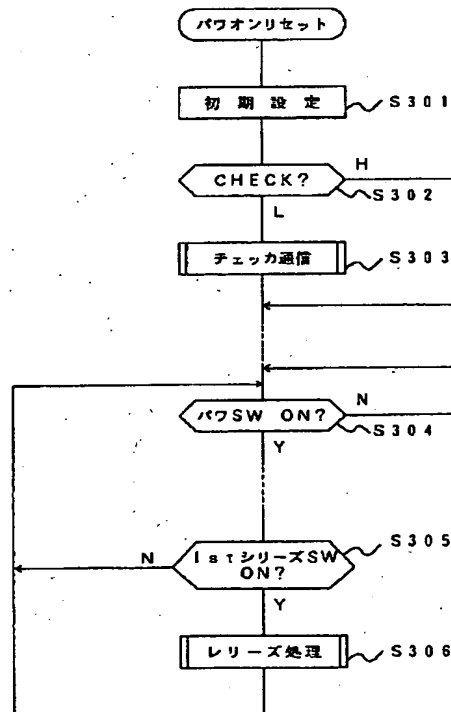 パワオンリセット
初期設定
S301
CHECK?
H
S302
L
チェッカ通信
S303
パワSW ON?
N
S304
Y
1stシリーズSW
ON?
S305
N
Y
レリーズ処理
S306